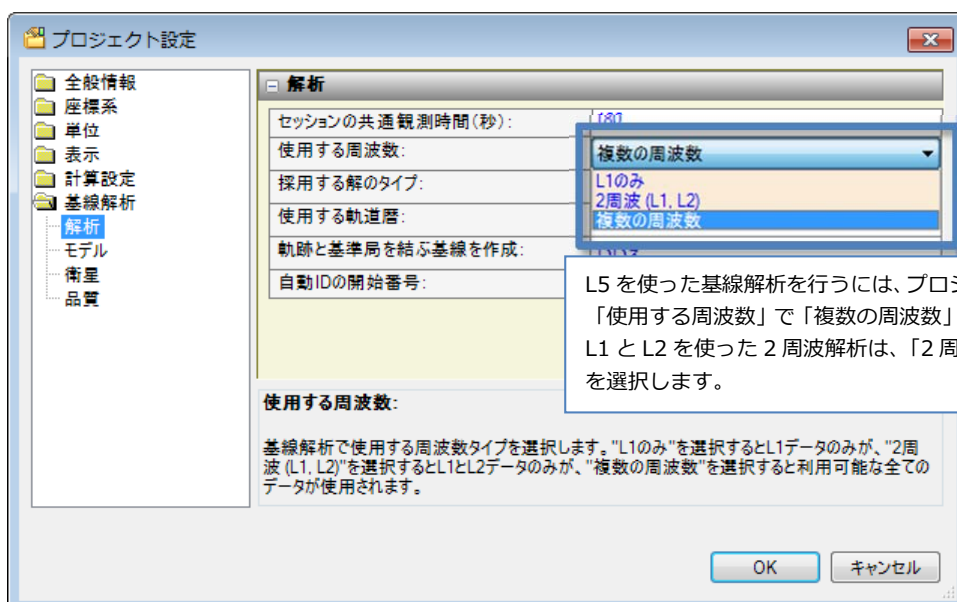 プロジェクト設定
全般情報
座標系
単位
表示
計算設定
基線解析
解析
モデル
衛星
品質
解析
セッションの共通観測時間(秒):
180
使用する周波数:
複数の周波数
L1のみ
2周波 (L1, L2)
複数の周波数
採用する解のタイプ:
使用する軌道暦:
軌跡と基準局を結ぶ基線を作成:
自動IDの開始番号:
L5 を使った基線解析を行うには、プロジ
「使用する周波数」で「複数の周波数」
L1 と L2 を使った 2 周波解析は、「2 周
を選択します。
使用する周波数:
基線解析で使用する周波数タイプを選択します。"L1のみ"を選択するとL1データのみが、"2周
波 (L1, L2)"を選択するとL1とL2データのみが、"複数の周波数"を選択すると利用可能な全ての
データが使用されます。
OK
キャンセル